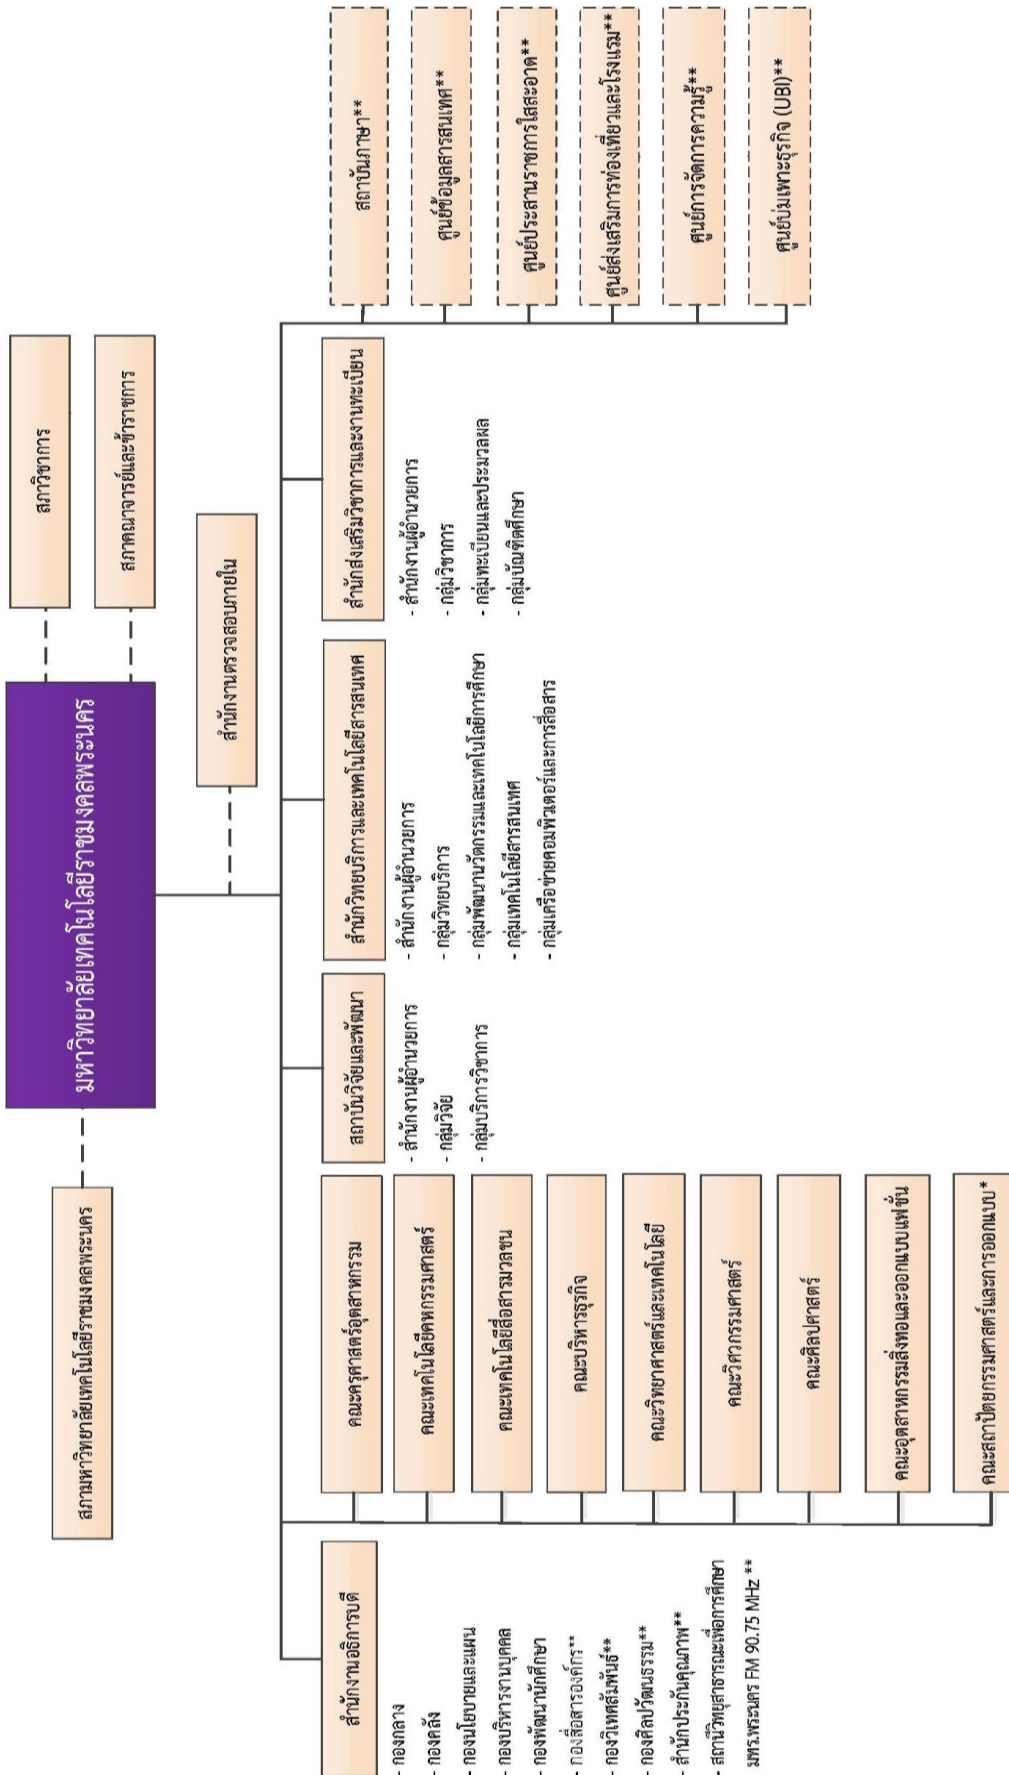 มหาวิทยาลัยเทคโนโลยีราชมงคลพระนคร
สภามหาวิทยาลัยเทคโนโลยีราชมงคลพระนคร
สภาวิชาการ
สภาคณาจารย์และข้าราชการ
สำนักงานตรวจสอบภายใน
สำนักงานอธิการบดี
- กองกลาง
- กองคลัง
- กองนโยบายและแผน
- กองบริหารงานบุคคล
- กองพัฒนานักศึกษา
- กองสื่อสารองค์กร**
- กองวิเทศสัมพันธ์**
- กองศิลปวัฒนธรรม**
- สำนักประกันคุณภาพ**
- สถานีวิทยุสาธารณะเพื่อการศึกษา
มทร.พระนคร FM 90.75 MHz **
คณะครุศาสตร์อุตสาหกรรม
คณะเทคโนโลยีคหกรรมศาสตร์
คณะเทคโนโลยีสื่อสารมวลชน
คณะบริหารธุรกิจ
คณะวิทยาศาสตร์และเทคโนโลยี
คณะวิศวกรรมศาสตร์
คณะศิลปศาสตร์
คณะอุตสาหกรรมสิ่งทอและออกแบบแฟชั่น
คณะสถาปัตยกรรมศาสตร์และการออกแบบ*
สถาบันวิจัยและพัฒนา
- สำนักงานผู้อำนวยการ
- กลุ่มวิจัย
- กลุ่มบริการวิชาการ
สำนักวิทยบริการและเทคโนโลยีสารสนเทศ
- สำนักงานผู้อำนวยการ
- กลุ่มวิทยบริการ
- กลุ่มพัฒนานวัตกรรมและเทคโนโลยีการศึกษา
- กลุ่มเทคโนโลยีสารสนเทศ
- กลุ่มเครือข่ายคอมพิวเตอร์และการสื่อสาร
สำนักส่งเสริมวิชาการและงานทะเบียน
- สำนักงานผู้อำนวยการ
- กลุ่มวิชาการ
- กลุ่มทะเบียนและประมวลผล
- กลุ่มบัณฑิตศึกษา
สถาบันภาษา**
ศูนย์ข้อมูลสารสนเทศ**
ศูนย์ประสานราชการใสสะอาด**
ศูนย์ส่งเสริมการท่องเที่ยวและโรงแรม**
ศูนย์การจัดการความรู้**
ศูนย์บ่มเพาะธุรกิจ (UBI)**